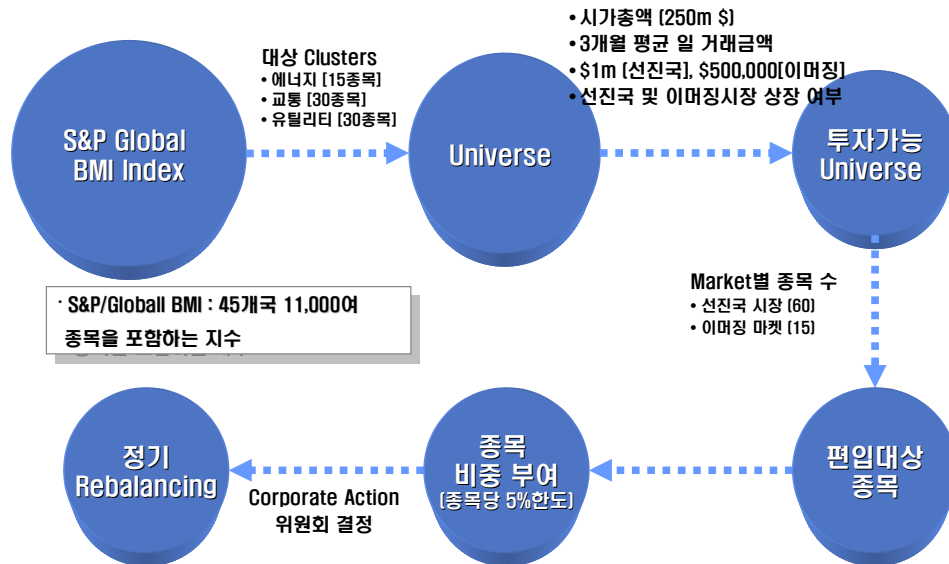 • 시가총액 (250m $)
• 3개월 평균 일 거래금액
• $1m (선진국), $500,000[이머징]
• 선진국 및 이머징시장 상장 여부
대상 Clusters
• 에너지 [15종목]
• 교통 [30종목]
• 유틸리티 [30종목]
S&P Global
BMI Index
Universe
투자가능
Universe
· S&P/Globall BMI : 45개국 11,000여
종목을 포함하는 지수
Market별 종목 수
• 선진국 시장 (60)
• 이머징 마켓 (15)
정기
Rebalancing
Corporate Action
위원회 결정
종목
비중 부여
(종목당 5%한도)
편입대상
종목